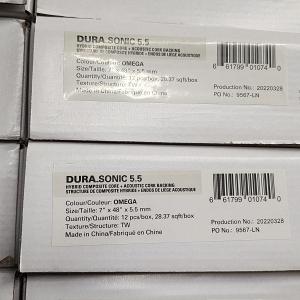 DURA.SONIC 5.5
HYBRID COMPOSITE CORE + ACOUSTIC CORK BACKING
STRUCTURE DE COMPOSITE HYBRIDE + ENDOS DE LIÈGE ACOUSTIQUE
Colour/Couleur: OMEGA
Size/Taille: 7" x 48" x 5.5 mm
Quantity/Quantité: 12 pcs/box, 28.37 sqft/box
Texture/Structure: TW
Made in China/Fabriqué en Chine
6 61799 01074 0
Production No.: 20220328
PO No.: 9567-LN
DURA.SONIC 5.5
HYBRID COMPOSITE CORE + ACOUSTIC CORK BACKING
STRUCTURE DE COMPOSITE HYBRIDE + ENDOS DE LIÈGE ACOUSTIQUE
Colour/Couleur: OMEGA
Size/Taille: 7" x 48" x 5.5 mm
Quantity/Quantité: 12 pcs/box, 28.37 sqft/box
Texture/Structure: TW
Made in China/Fabriqué en Chine
6 61799 01074 0
Production No.: 20220328
PO No.: 9567-LN